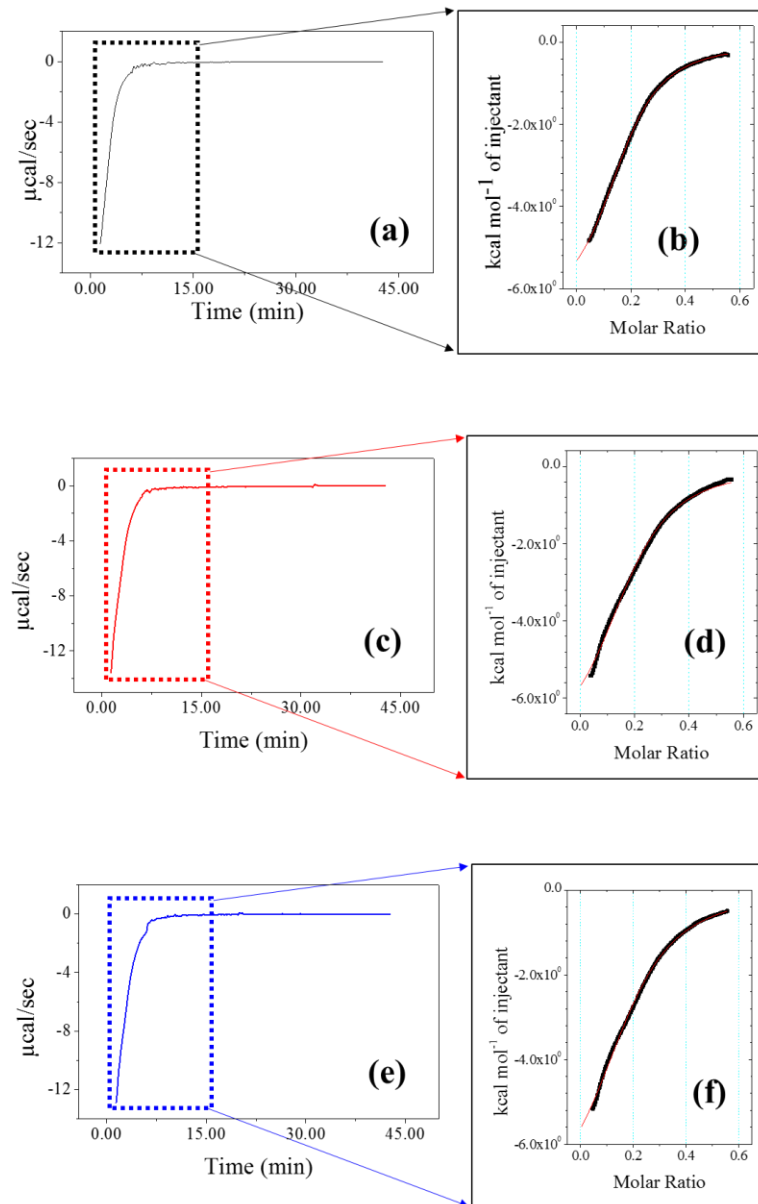 0
-4
-8
-12
μcal/sec
0.00 15.00 30.00 45.00
Time (min)
(a)
0.0
-2.0x10⁰
-4.0x10⁰
-6.0x10⁰
kcal mol⁻¹ of injectant
0.0 0.2 0.4 0.6
Molar Ratio
(b)
0
-4
-8
-12
μcal/sec
0.00 15.00 30.00 45.00
Time (min)
(c)
0.0
-2.0x10⁰
-4.0x10⁰
-6.0x10⁰
kcal mol⁻¹ of injectant
0.0 0.2 0.4 0.6
Molar Ratio
(d)
0
-4
-8
-12
μcal/sec
0.00 15.00 30.00 45.00
Time (min)
(e)
0.0
-2.0x10⁰
-4.0x10⁰
-6.0x10⁰
kcal mol⁻¹ of injectant
0.0 0.2 0.4 0.6
Molar Ratio
(f)